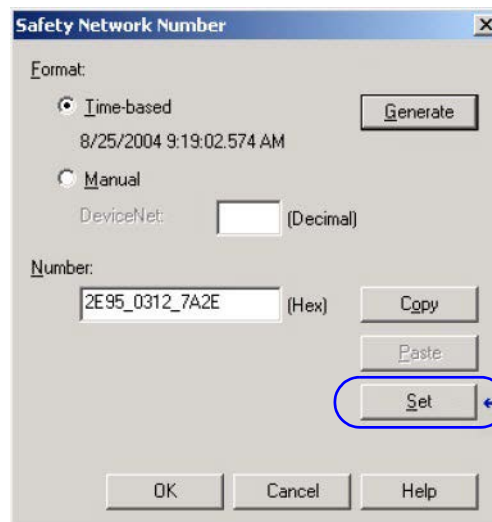 Safety Network Number
Format:
Time-based
Generate
8/25/2004 9:19:02.574 AM
Manual
DeviceNet: (Decimal)
Number:
2E95_0312_7A2E (Hex) Copy
Paste
Set
OK Cancel Help